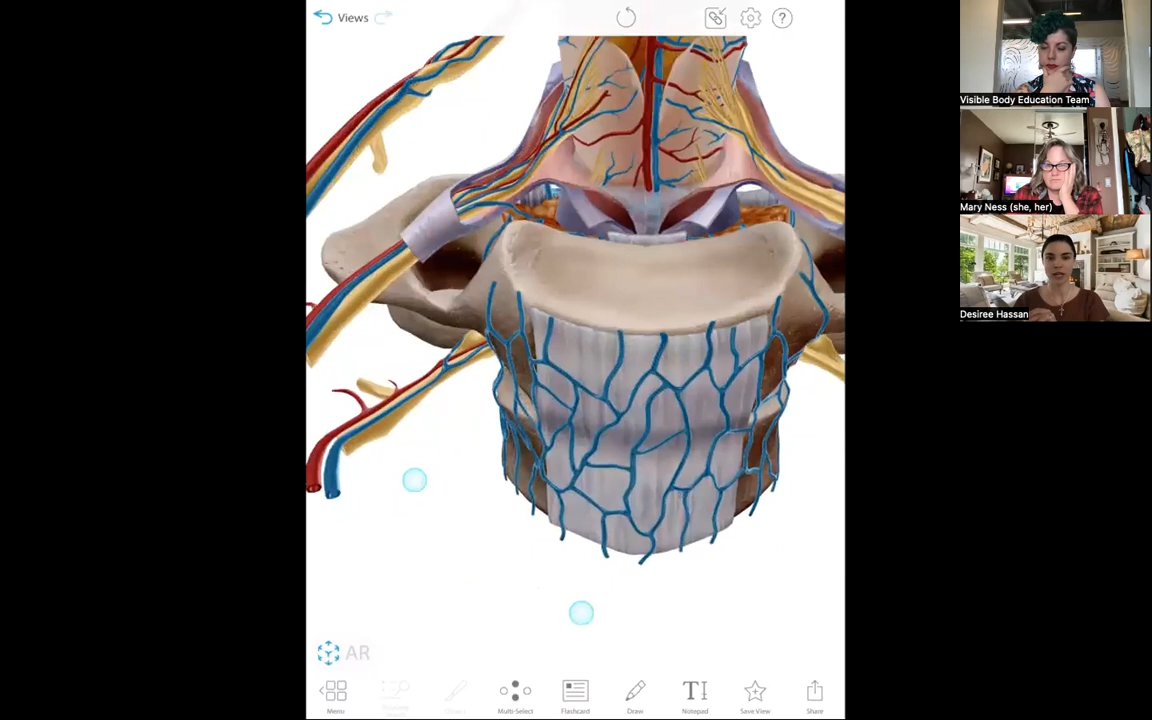 Views
AR
Menu
Multi-Select
Flashcard
Draw
Notepad
Save View
Share
Visible Body Education Team
Mary Ness (she, her)
Desiree Hassan